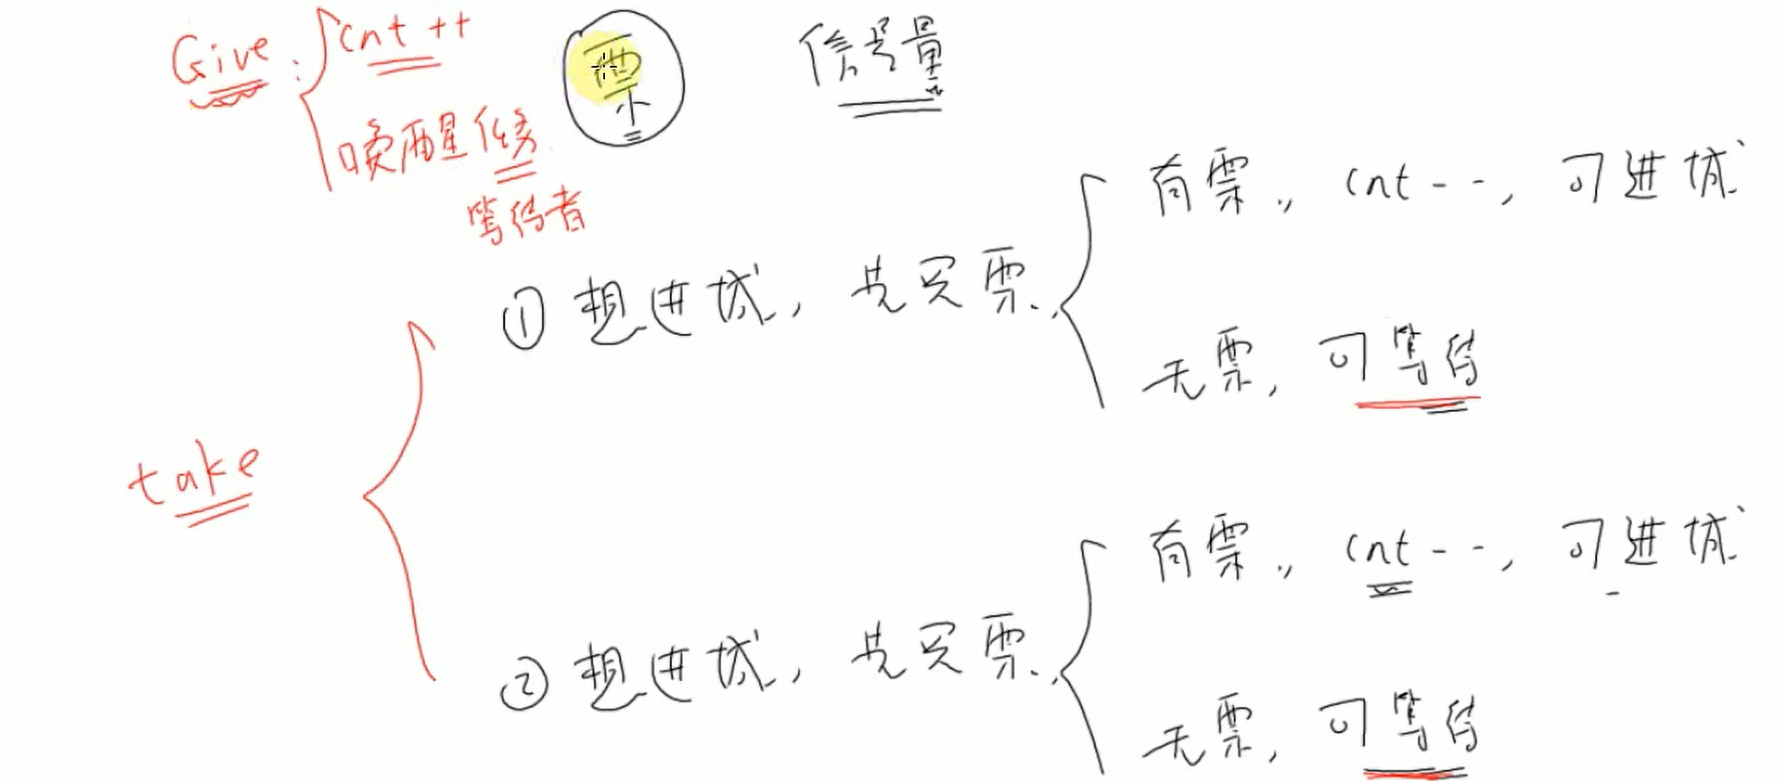 Give: cnt ++
票
信号量
唤醒任务
等待者
有票, cnt--, 可进城
① 想进城, 先买票.
无票, 可等待
take
有票, cnt--, 可进城
② 想进城, 先买票.
无票, 可等待